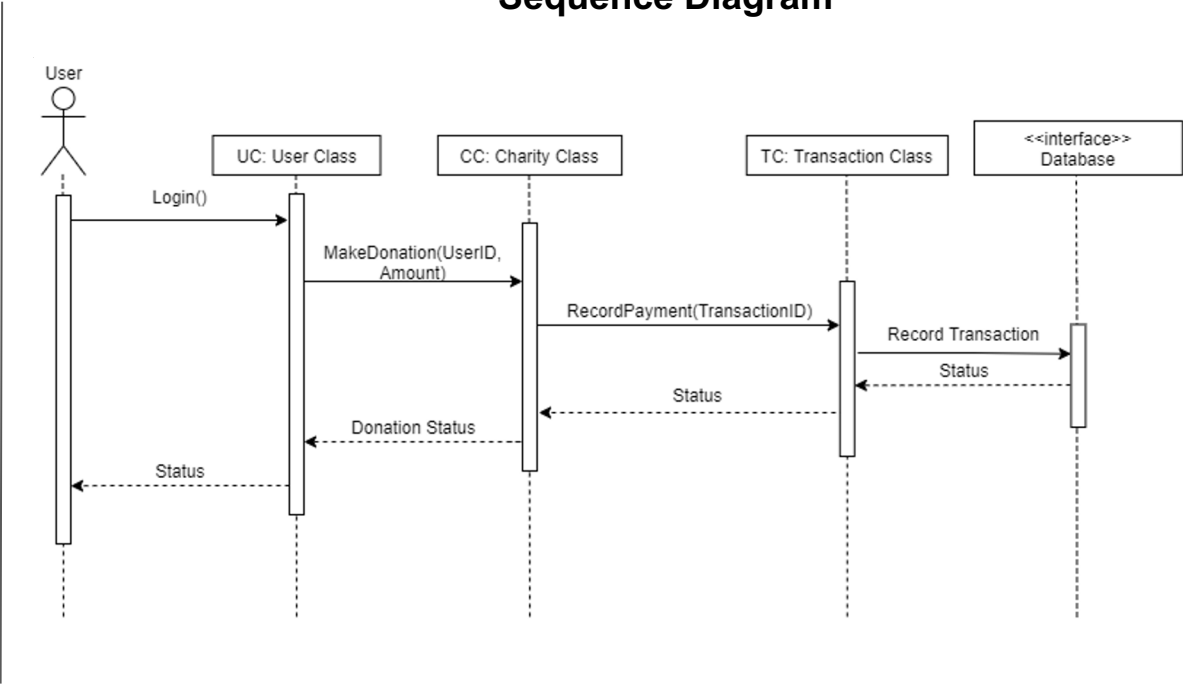 Sequence Diagram
User
UC: User Class
CC: Charity Class
TC: Transaction Class
<<interface>>
Database
Login()
MakeDonation(UserID,
Amount)
RecordPayment(TransactionID)
Record Transaction
Status
Status
Donation Status
Status